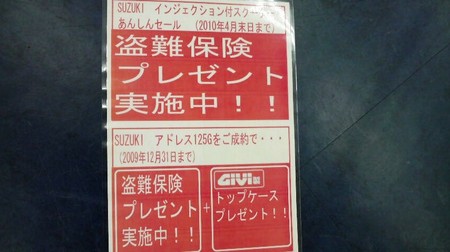 SUZUKI インジェクション付スクーター
あんしんセール (2010年4月末日まで)
盗難保険
プレゼント
実施中!!
SUZUKI アドレス125Gをご成約で・・・
(2009年12月31日まで)
盗難保険
プレゼント
実施中!!
+
GIVI製
トップケース
プレゼント!!